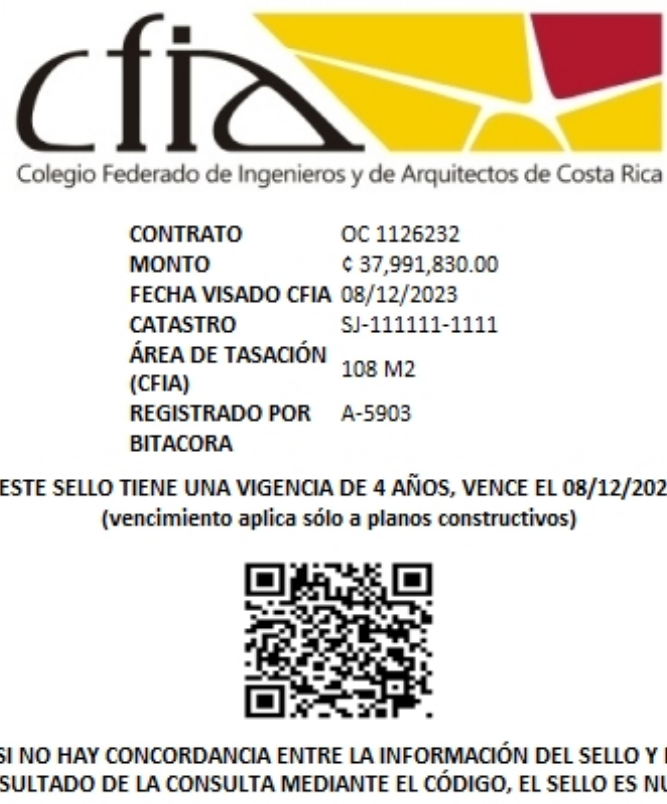 cfia
Colegio Federado de Ingenieros y de Arquitectos de Costa Rica
CONTRATO OC 1126232
MONTO ₡ 37,991,830.00
FECHA VISADO CFIA 08/12/2023
CATASTRO SJ-111111-1111
ÁREA DE TASACIÓN
(CFIA) 108 M2
REGISTRADO POR A-5903
BITACORA
ESTE SELLO TIENE UNA VIGENCIA DE 4 AÑOS, VENCE EL 08/12/202
(vencimiento aplica sólo a planos constructivos)
SI NO HAY CONCORDANCIA ENTRE LA INFORMACIÓN DEL SELLO Y
SULTADO DE LA CONSULTA MEDIANTE EL CÓDIGO, EL SELLO ES